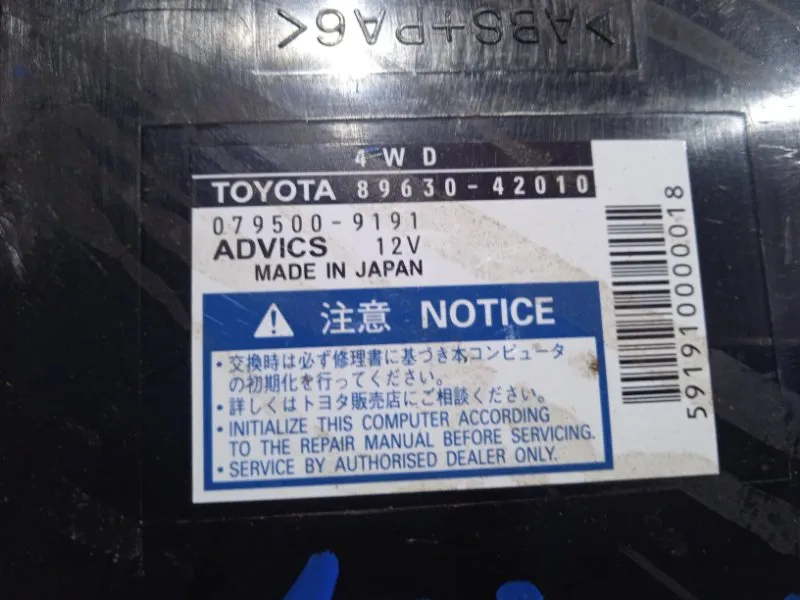 >ABS+PA6<
4WD
TOYOTA 89630-42010
079500-9191
ADVICS 12V
MADE IN JAPAN
注意 NOTICE
・交換時は必ず修理書に基づき本コンピュータ
の初期化を行ってください。
・詳しくはトヨタ販売店にご相談ください。
・INITIALIZE THIS COMPUTER ACCORDING
TO THE REPAIR MANUAL BEFORE SERVICING.
・SERVICE BY AUTHORISED DEALER ONLY.
591910000018